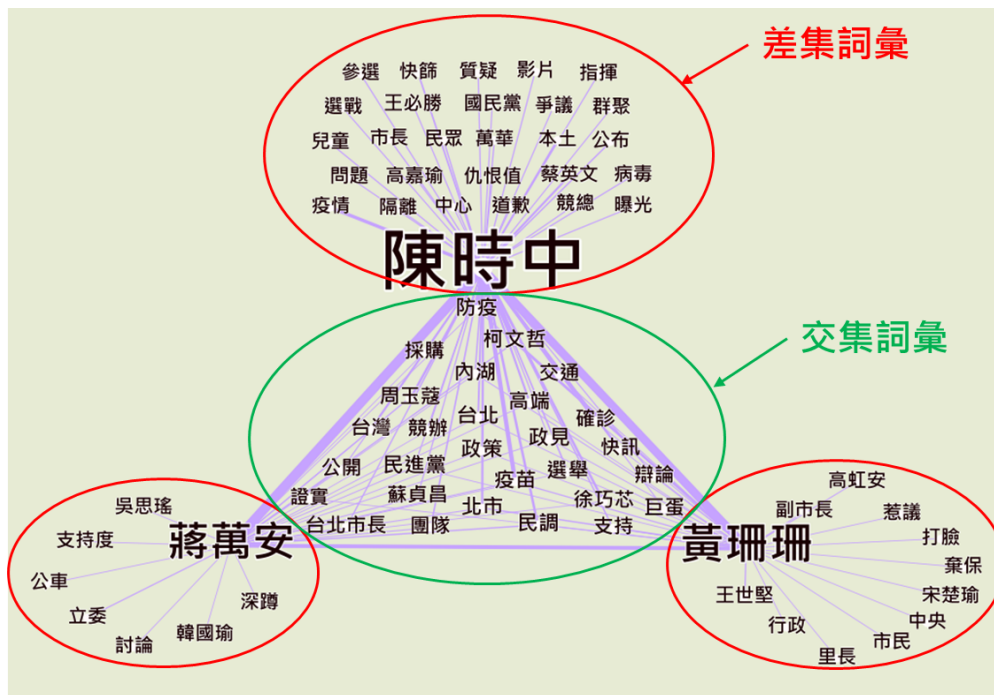 差集詞彙
參選 快篩 質疑 影片 指揮
選戰 王必勝 國民黨 爭議 群聚
兒童 市長 民眾 萬華 本土 公布
問題 高嘉瑜 仇恨值 蔡英文 病毒
疫情 隔離 中心 道歉 競總 曝光
陳時中
交集詞彙
防疫
採購 柯文哲
內湖 交通
周玉蔻 高端
台灣 競辦 台北 政見 確診
公開 民進黨 政策 選舉 快訊
證實 蘇貞昌 疫苗 辯論
台北市長 團隊 北市 民調 徐巧芯 支持 巨蛋
吳思瑤
支持度
蔣萬安
公車
立委
討論
韓國瑜
深蹲
高虹安
副市長
惹議
黃珊珊
打臉
棄保
王世堅
宋楚瑜
行政
中央
里長
市民